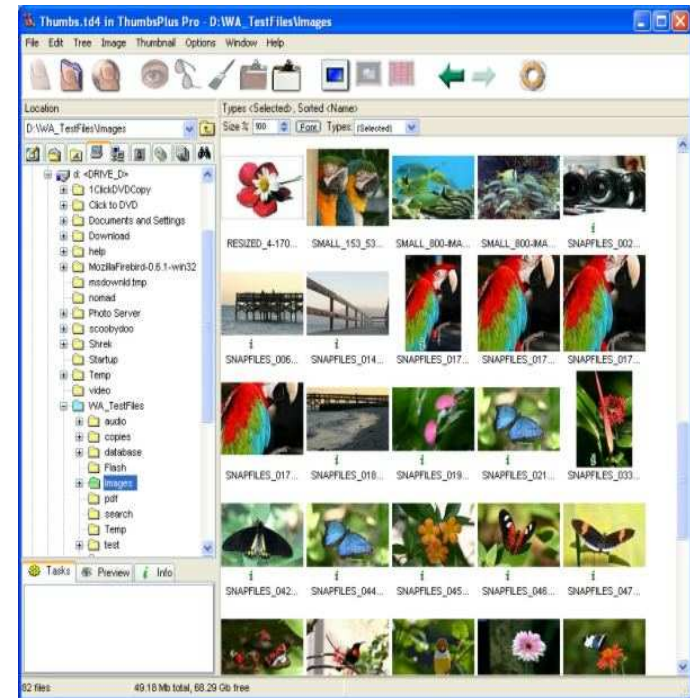 Thumbs.td4 in ThumbsPlus Pro - D:\WA_TestFiles\Images
File Edit Tree Image Thumbnail Options Window Help
Location
Types <Selected>, Sorted <Name>
D:\WA_TestFiles\Images
Size % 100 Font Types: (Selected)
d: <DRIVE_D>
1ClickDVDCopy
Click to DVD
Documents and Settings
Download
help
MozillaFirebird-0.6.1-win32
msdownld.tmp
nomad
Photo Server
scoobydoo
Shrek
Startup
Temp
video
WA_TestFiles
audio
copies
database
Flash
Images
pdf
search
Temp
test
RESIZED_4-170... SMALL_153_53... SMALL_800-IMA... SMALL_800-IMA... SNAPFILES_002...
SNAPFILES_006... SNAPFILES_014... SNAPFILES_017... SNAPFILES_017... SNAPFILES_017...
SNAPFILES_017... SNAPFILES_018... SNAPFILES_019... SNAPFILES_021... SNAPFILES_033...
SNAPFILES_042... SNAPFILES_044... SNAPFILES_045... SNAPFILES_046... SNAPFILES_047...
Tasks Preview i Info
82 files 49.18 Mb total, 68.29 Gb free